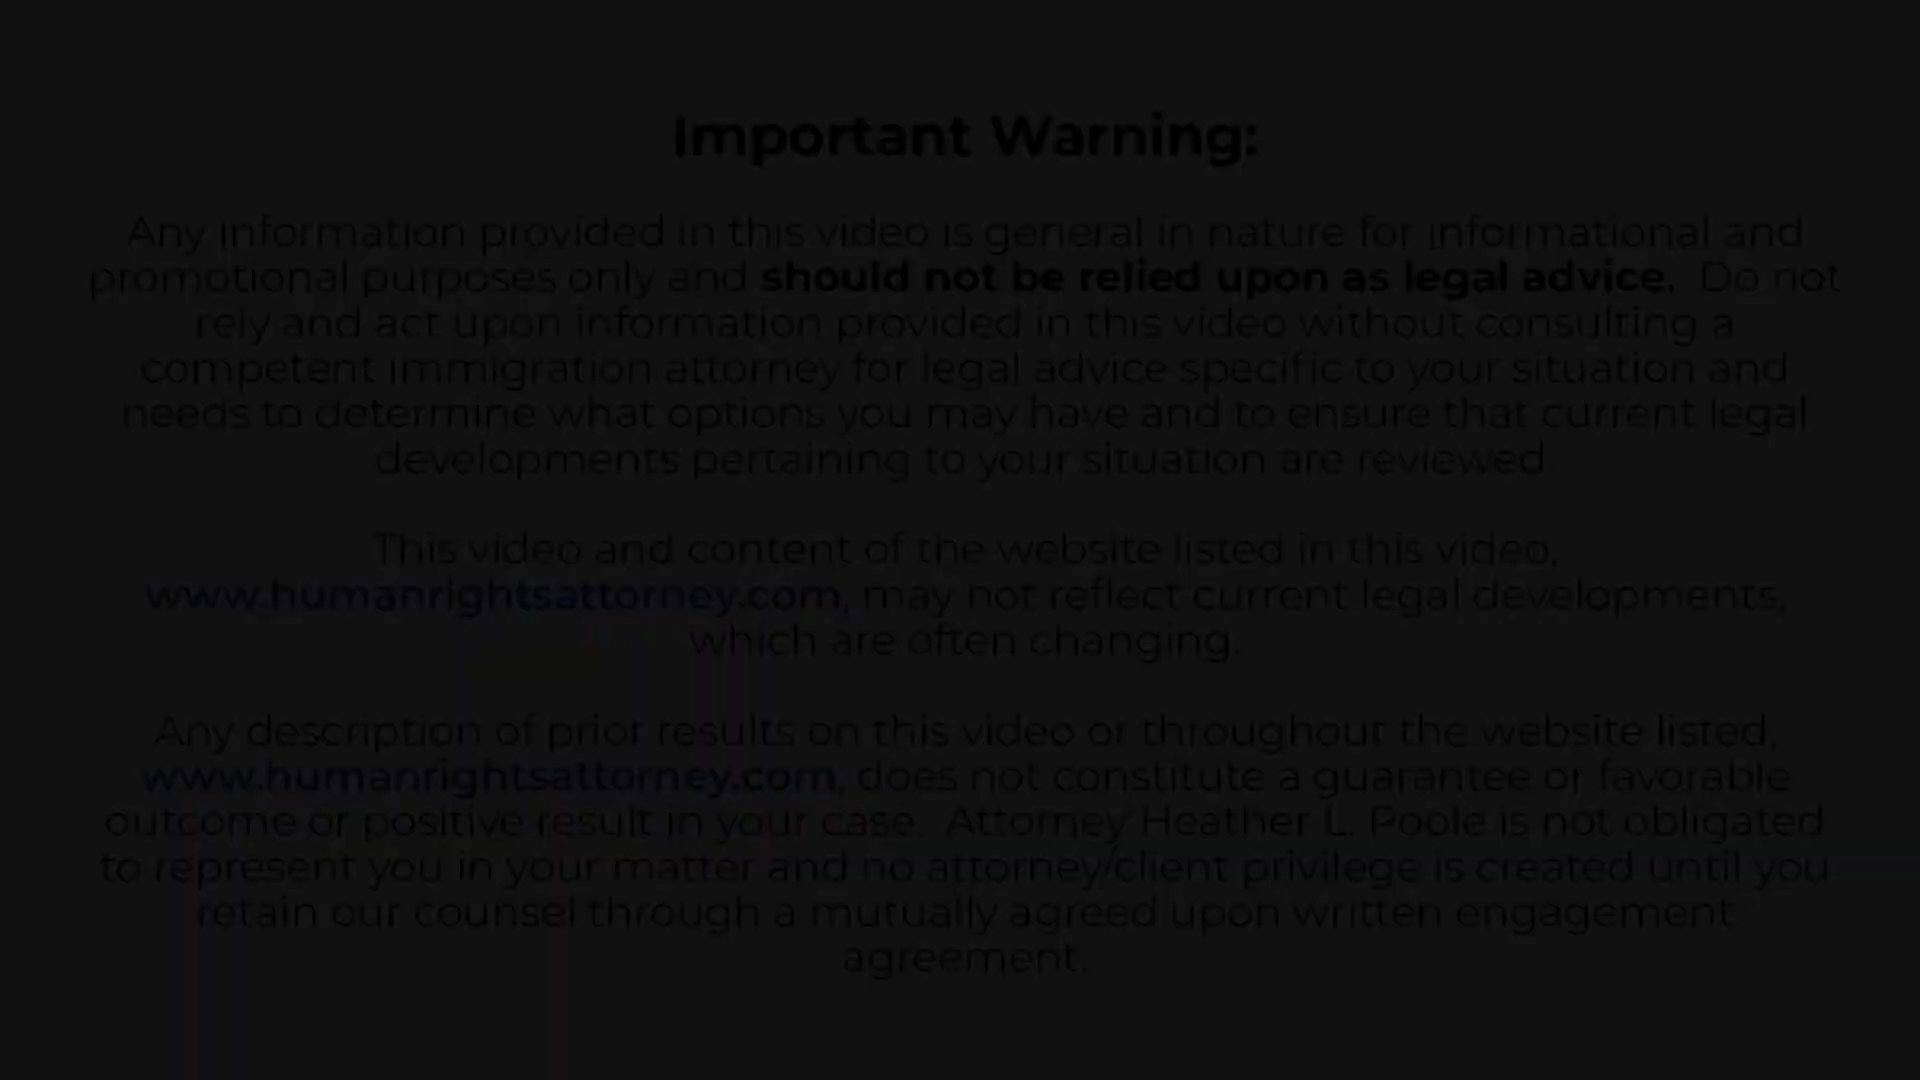 Important Warning:
Any information provided in this video is general in nature for informational and
promotional purposes only and should not be relied upon as legal advice. Do not
rely and act upon information provided in this video without consulting a
competent immigration attorney for legal advice specific to your situation and
needs to determine what options you may have and to ensure that current legal
developments pertaining to your situation are reviewed.
This video and content of the website listed in this video,
www.humanrightsattorney.com, may not reflect current legal developments,
which are often changing.
Any description of prior results on this video or throughout the website listed,
www.humanrightsattorney.com, does not constitute a guarantee or favorable
outcome or positive result in your case. Attorney Heather L. Poole is not obligated
to represent you in your matter and no attorney/client privilege is created until you
retain our counsel through a mutually agreed upon written engagement
agreement.